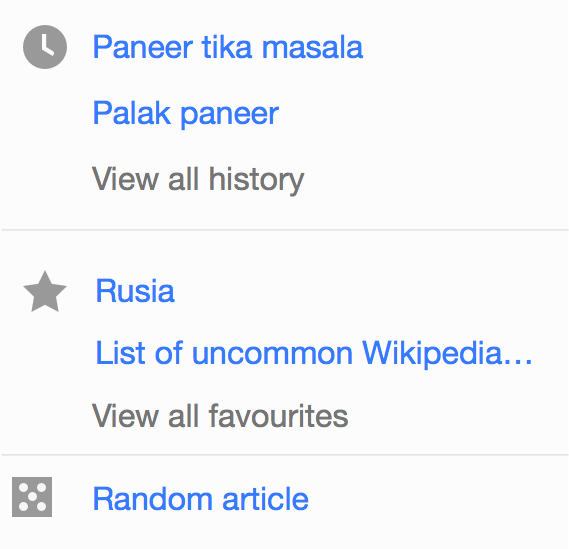 Paneer tika masala
Palak paneer
View all history
Rusia
List of uncommon Wikipedia…
View all favourites
Random article